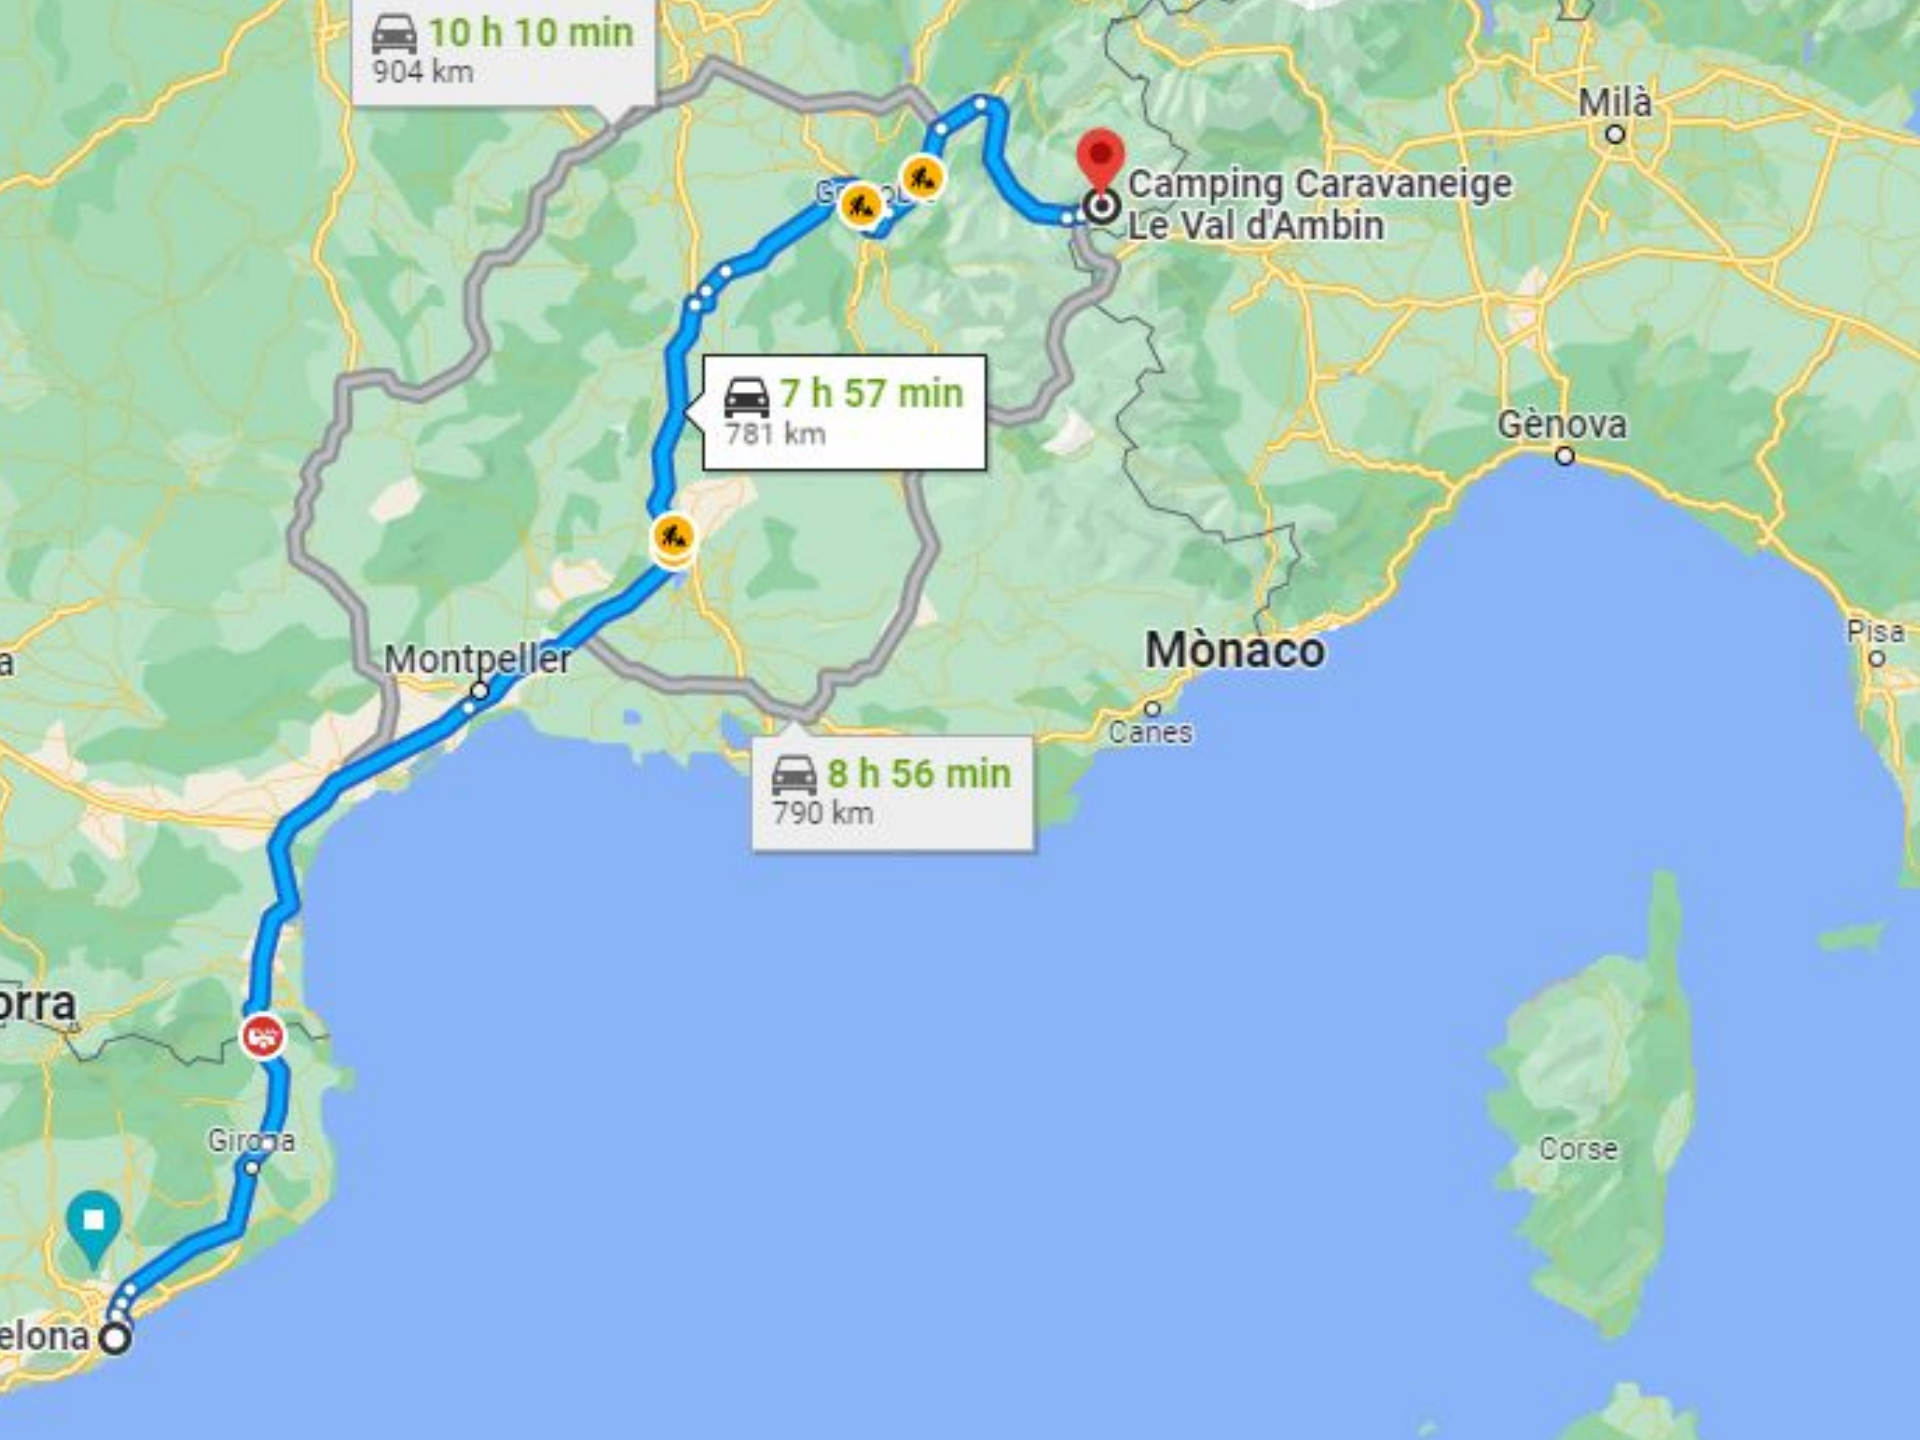 10 h 10 min
904 km
Milà
Camping Caravaneige
Le Val d'Ambin
7 h 57 min
781 km
Gènova
Montpeller
Mònaco
Pisa
Canes
8 h 56 min
790 km
orra
Girona
Corse
elona
a